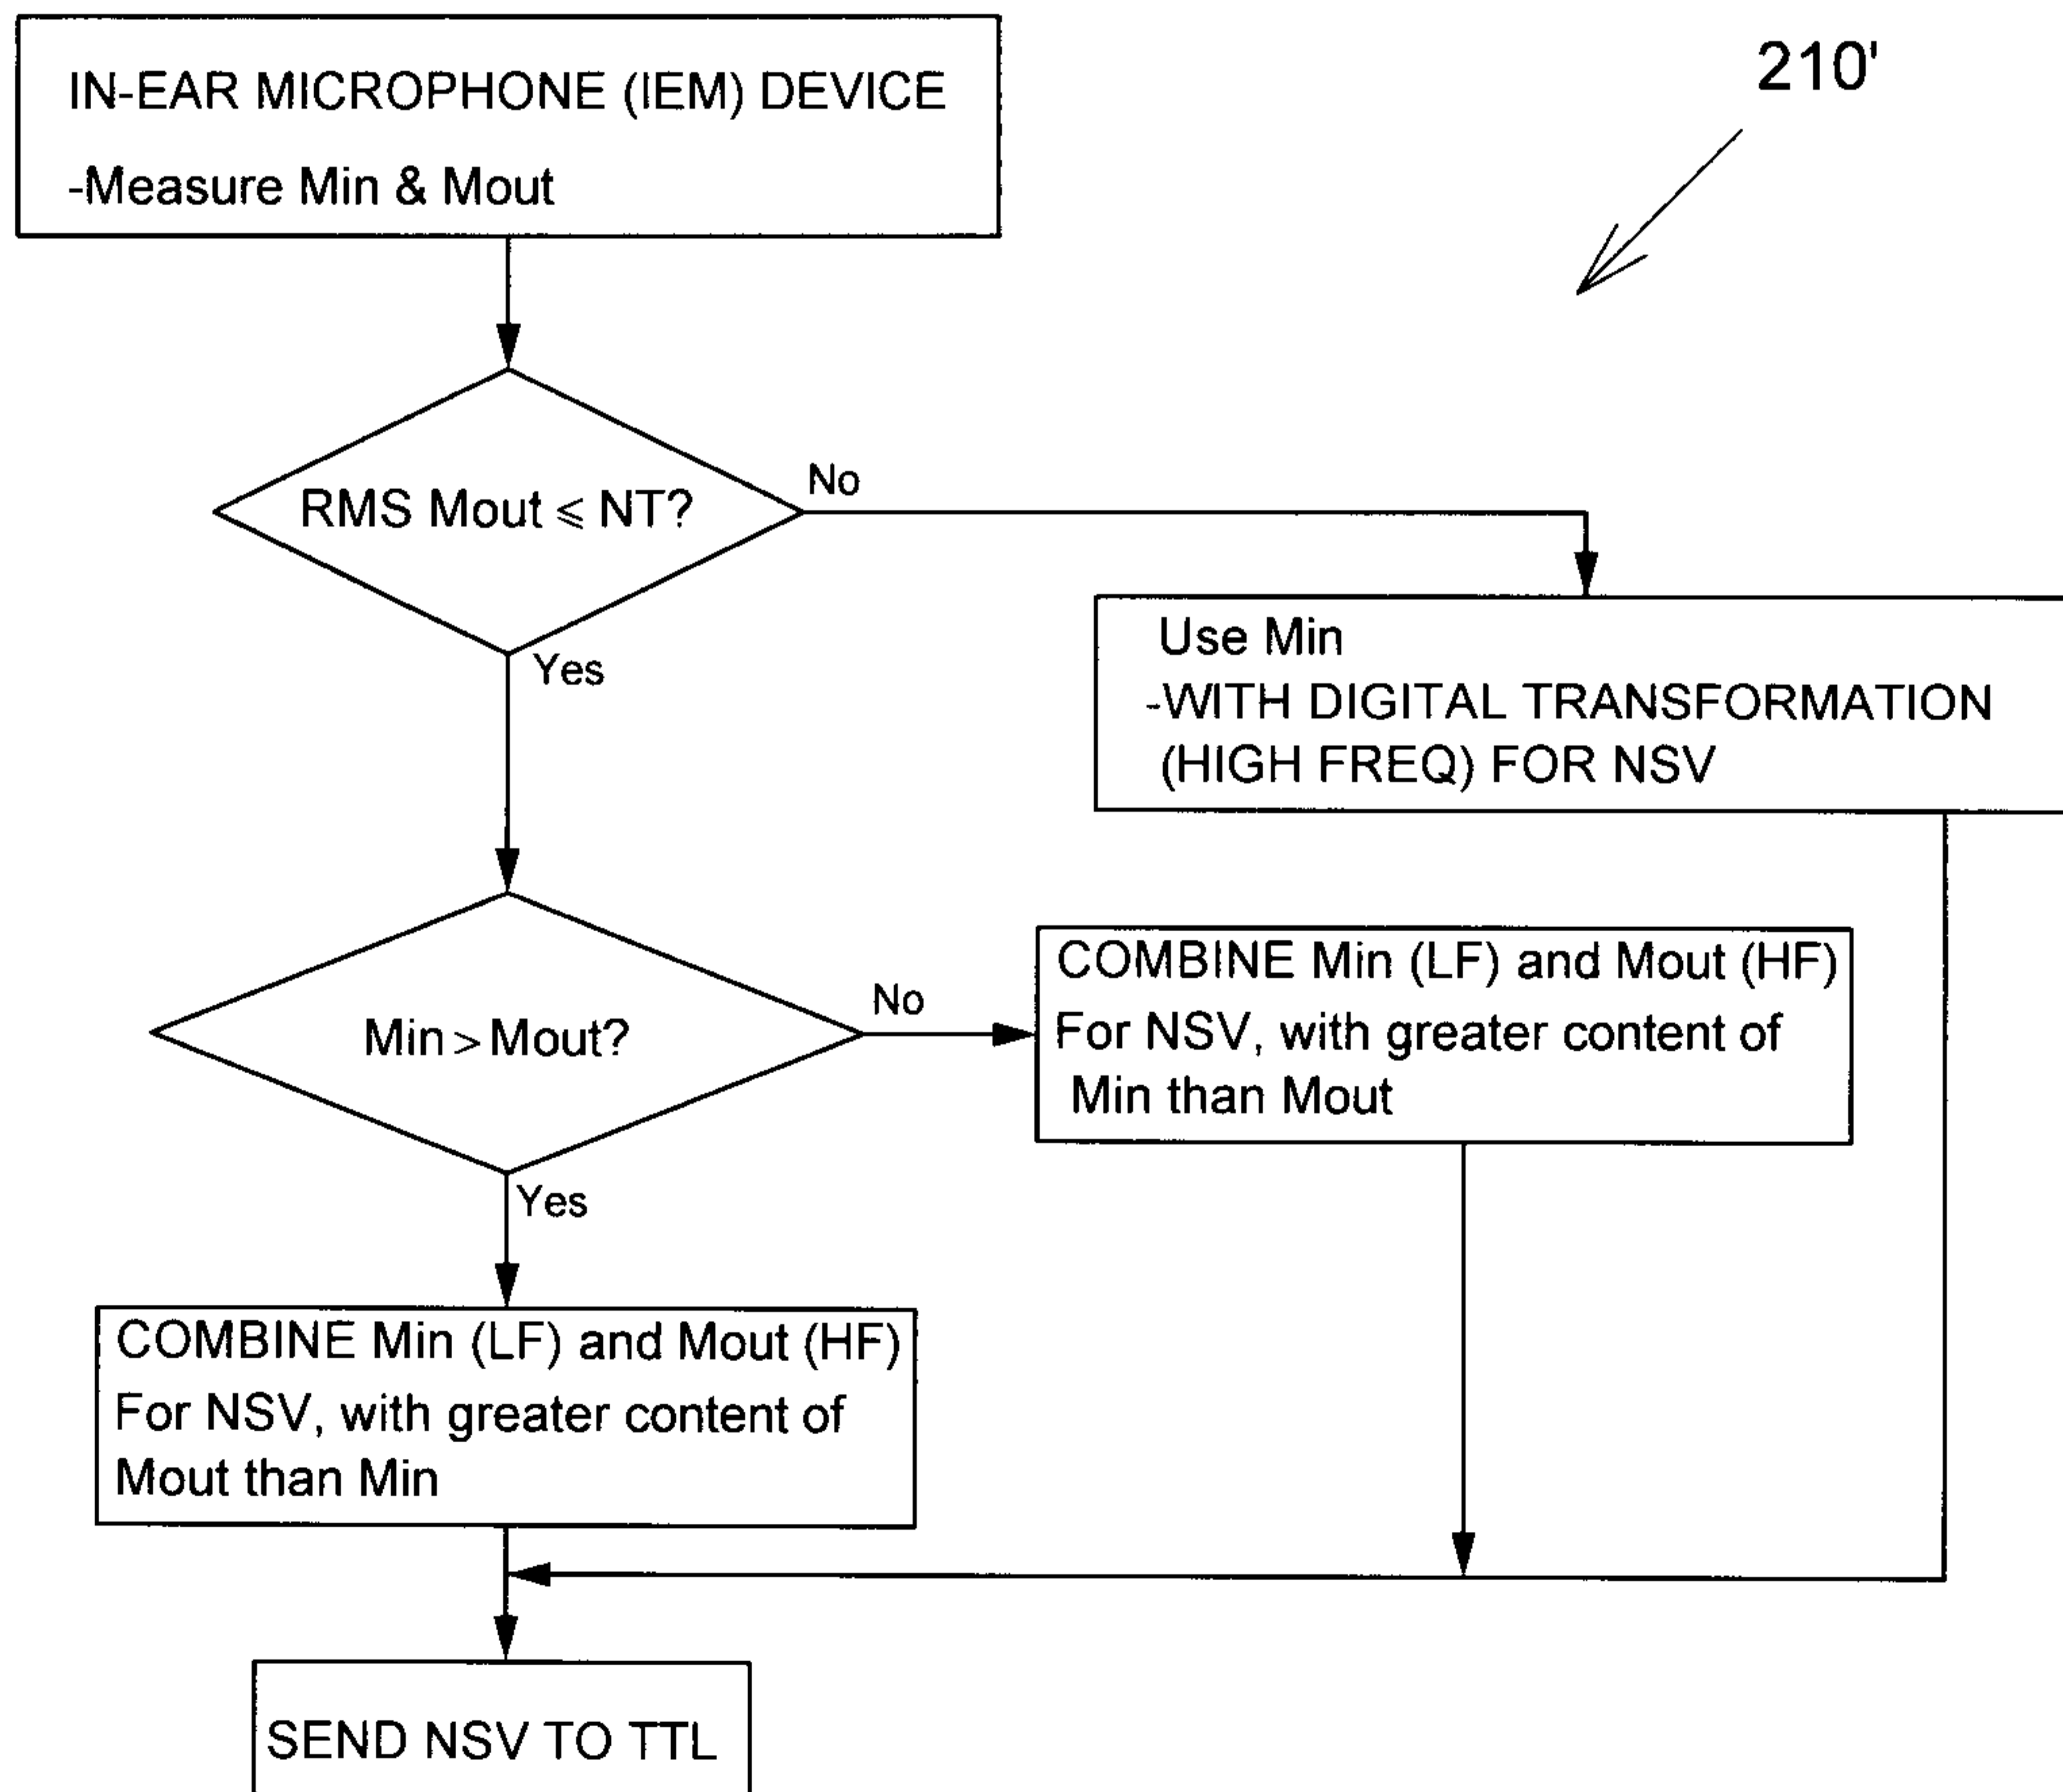 210'
IN-EAR MICROPHONE (IEM) DEVICE
-Measure Min & Mout
RMS Mout ⩽ NT?
No
Yes
Use Min
-WITH DIGITAL TRANSFORMATION
(HIGH FREQ) FOR NSV
Min > Mout?
No
Yes
COMBINE Min (LF) and Mout (HF)
For NSV, with greater content of
Min than Mout
COMBINE Min (LF) and Mout (HF)
For NSV, with greater content of
Mout than Min
SEND NSV TO TTL